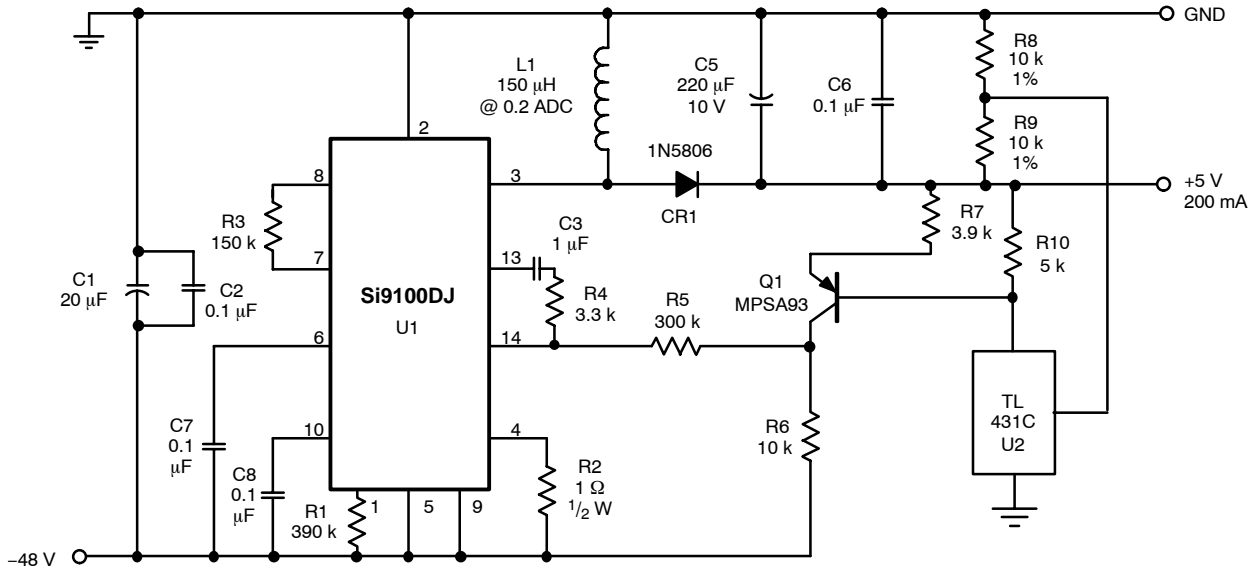 GND
R8
10 k
1%
L1
150 μH
@ 0.2 ADC
C5
220 μF
10 V
C6
0.1 μF
R9
10 k
1%
2
1N5806
CR1
8
3
+5 V
200 mA
R3
150 k
7
13
C3
1 μF
R7
3.9 k
R10
5 k
C1
20 μF
C2
0.1 μF
Si9100DJ
U1
R4
3.3 k
Q1
MPSA93
6
14
R5
300 k
TL
431C
U2
C7
0.1
μF
10
4
R6
10 k
C8
0.1
μF
R1
390 k
1
5
9
R2
1 Ω
1/2 W
−48 V